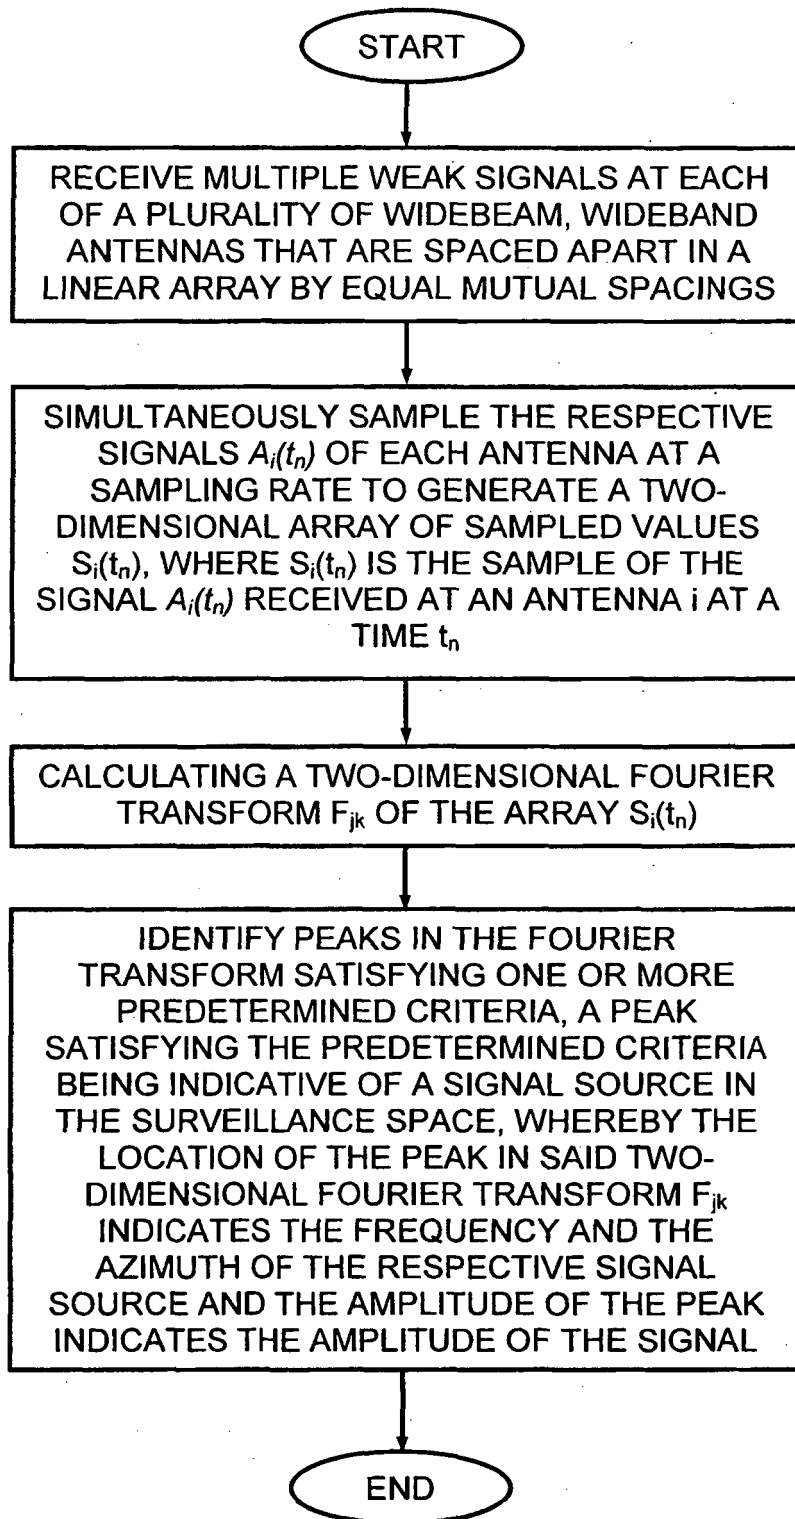 START
RECEIVE MULTIPLE WEAK SIGNALS AT EACH
OF A PLURALITY OF WIDEBEAM, WIDEBAND
ANTENNAS THAT ARE SPACED APART IN A
LINEAR ARRAY BY EQUAL MUTUAL SPACINGS
SIMULTANEOUSLY SAMPLE THE RESPECTIVE
SIGNALS Ai(tn) OF EACH ANTENNA AT A
SAMPLING RATE TO GENERATE A TWO-
DIMENSIONAL ARRAY OF SAMPLED VALUES
Si(tn), WHERE Si(tn) IS THE SAMPLE OF THE
SIGNAL Ai(tn) RECEIVED AT AN ANTENNA i AT A
TIME tn
CALCULATING A TWO-DIMENSIONAL FOURIER
TRANSFORM Fjk OF THE ARRAY Si(tn)
IDENTIFY PEAKS IN THE FOURIER
TRANSFORM SATISFYING ONE OR MORE
PREDETERMINED CRITERIA, A PEAK
SATISFYING THE PREDETERMINED CRITERIA
BEING INDICATIVE OF A SIGNAL SOURCE IN
THE SURVEILLANCE SPACE, WHEREBY THE
LOCATION OF THE PEAK IN SAID TWO-
DIMENSIONAL FOURIER TRANSFORM Fjk
INDICATES THE FREQUENCY AND THE
AZIMUTH OF THE RESPECTIVE SIGNAL
SOURCE AND THE AMPLITUDE OF THE PEAK
INDICATES THE AMPLITUDE OF THE SIGNAL
END